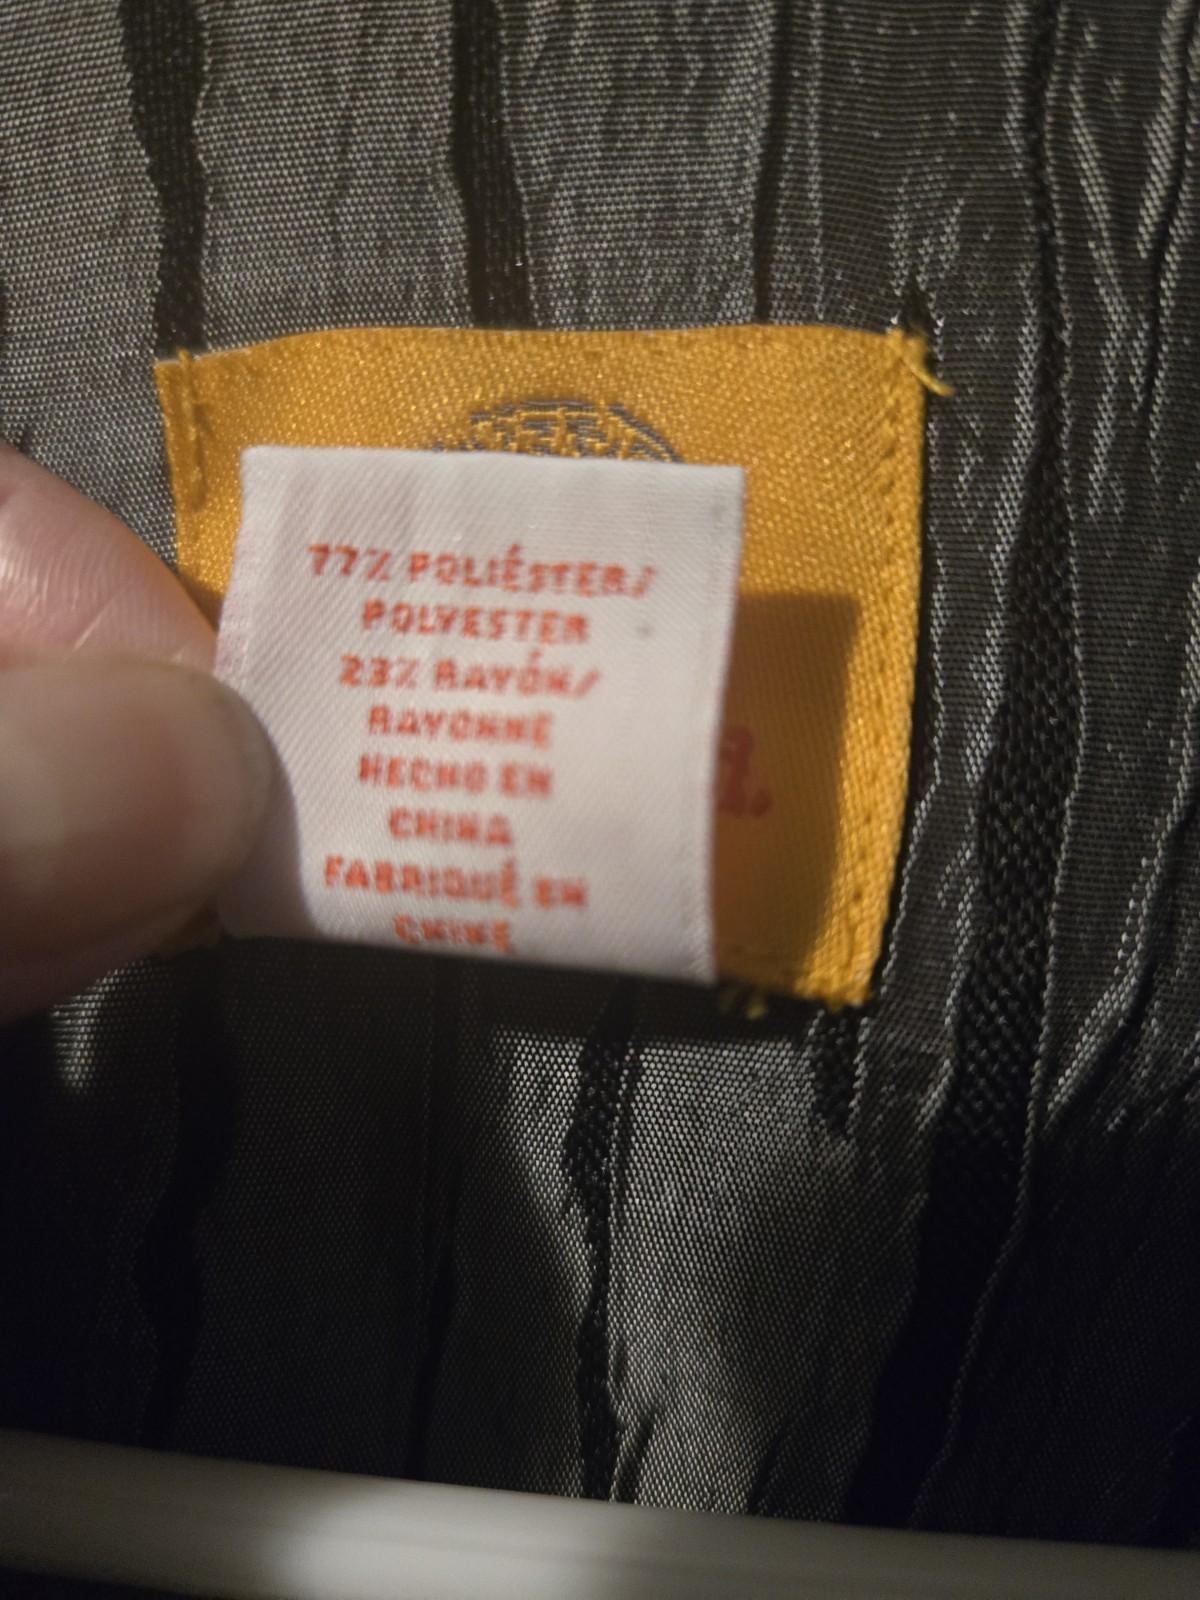 77% POLIÉSTER/
POLYESTER
23% RAYÓN/
RAYONNE
HECHO EN
CHINA
FABRIQUÉ EN
CHINE